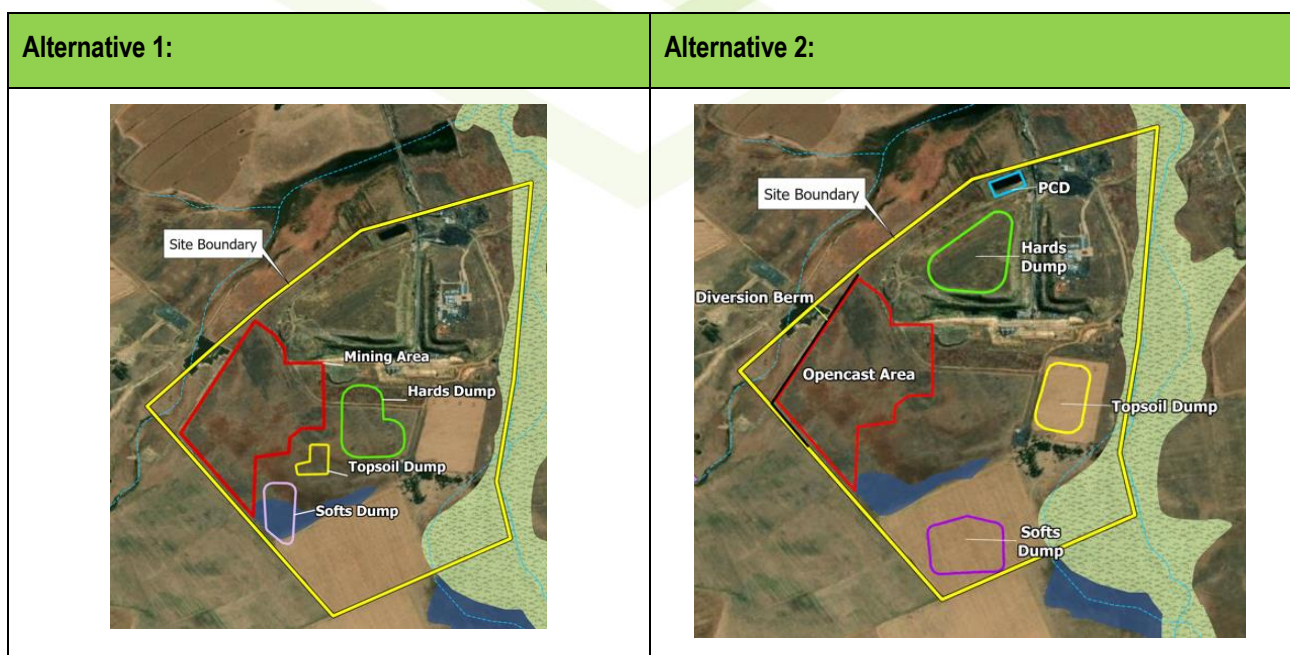 Alternative 1:
Alternative 2:
Site Boundary
Mining Area
Hards Dump
Topsoil Dump
Softs Dump
Site Boundary
PCD
Hards
Dump
Diversion Berm
Opencast Area
Topsoil Dump
Softs
Dump